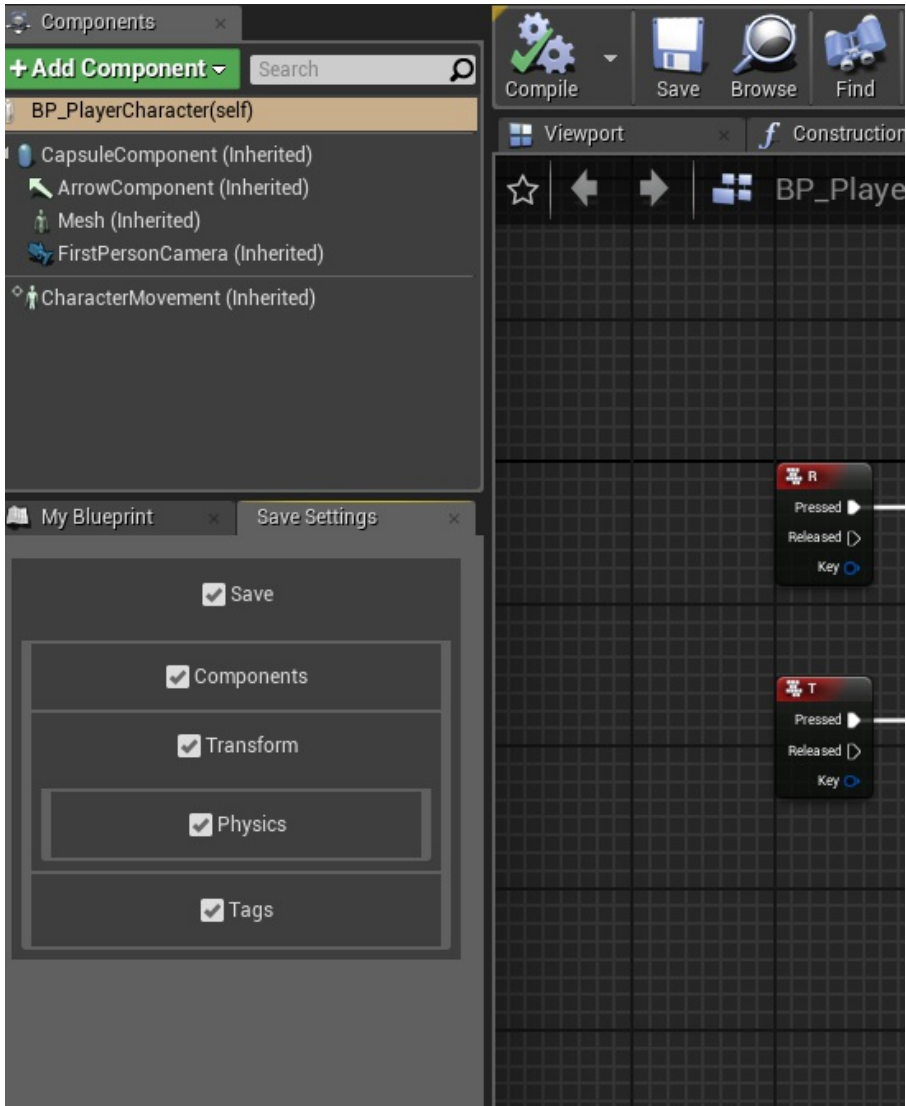 Components
+ Add Component
Search
BP_PlayerCharacter(self)
CapsuleComponent (Inherited)
ArrowComponent (Inherited)
Mesh (Inherited)
FirstPersonCamera (Inherited)
CharacterMovement (Inherited)
My Blueprint
Save Settings
Save
Components
Transform
Physics
Tags
Compile
Save
Browse
Find
Viewport
f Construction
BP_Playe
R
Pressed
Released
Key
T
Pressed
Released
Key